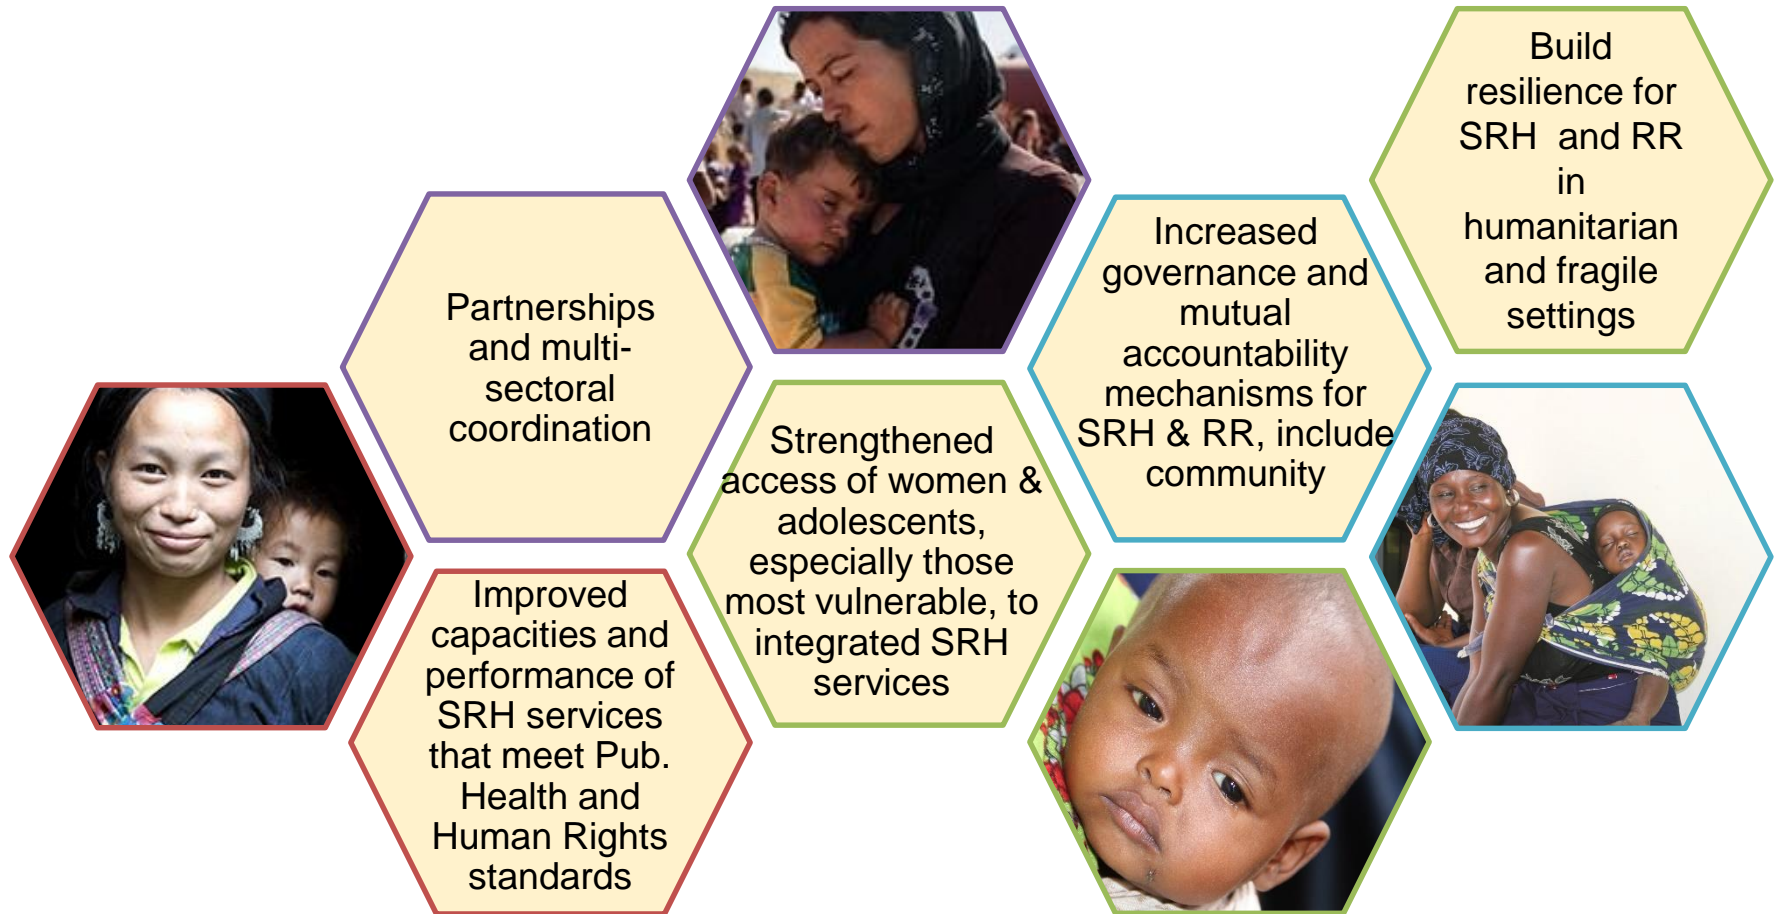 Partnerships
and multi-
sectoral
coordination
Improved
capacities and
performance of
SRH services
that meet Pub.
Health and
Human Rights
standards
Strengthened
access of women &
adolescents,
especially those
most vulnerable, to
integrated SRH
services
Increased
governance and
mutual
accountability
mechanisms for
SRH & RR, include
community
Build
resilience for
SRH  and RR
in
humanitarian
and fragile
settings